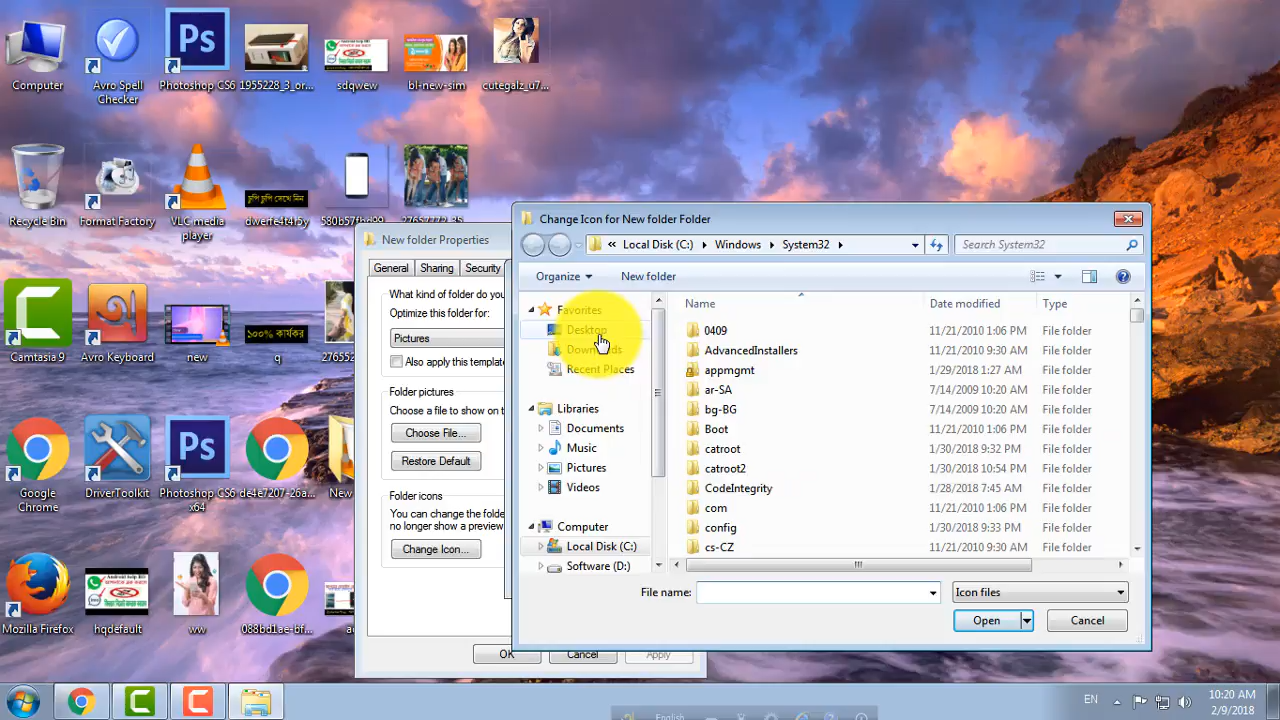 Computer
Avro Spell
Checker
Ps
Photoshop CS6
1955228_3_or...
sdqwew
bl-new-sim
cutegalz_u7...
Recycle Bin
Format Factory
VLC media
player
চুপি চুপি দেখে নিন
dwerfe4t4r5y
Camtasia 9
Avro Keyboard
new
১০০% কার্যকর
q
Google
Chrome
DriverToolkit
Ps
Photoshop CS6
x64
de4e7207-26a...
New
Mozilla Firefox
hqdefault
ww
088bd1ae-bf...
New folder Properties
General
Sharing
Security
What kind of folder do you
Optimize this folder for:
Pictures
Also apply this template
Folder pictures
Choose a file to show on t
Choose File...
Restore Default
Folder icons
You can change the folde
no longer show a preview
Change Icon...
OK
Cancel
Apply
Change Icon for New folder Folder
« Local Disk (C:) Windows System32
Search System32
Organize
New folder
Favorites
Desktop
Downloads
Recent Places
Libraries
Documents
Music
Pictures
Videos
Computer
Local Disk (C:)
Software (D:)
Name Date modified Type
0409 11/21/2010 1:06 PM File folder
AdvancedInstallers 11/21/2010 9:30 AM File folder
appmgmt 1/29/2018 1:27 AM File folder
ar-SA 7/14/2009 10:20 AM File folder
bg-BG 7/14/2009 10:20 AM File folder
Boot 11/21/2010 1:06 PM File folder
catroot 1/30/2018 9:32 PM File folder
catroot2 1/30/2018 10:54 PM File folder
CodeIntegrity 1/28/2018 7:45 AM File folder
com 11/21/2010 1:06 PM File folder
config 1/30/2018 3:33 PM File folder
cs-CZ 11/21/2010 9:30 AM File folder
File name:
Icon files
Open
Cancel
English
EN
10:20 AM
2/9/2018